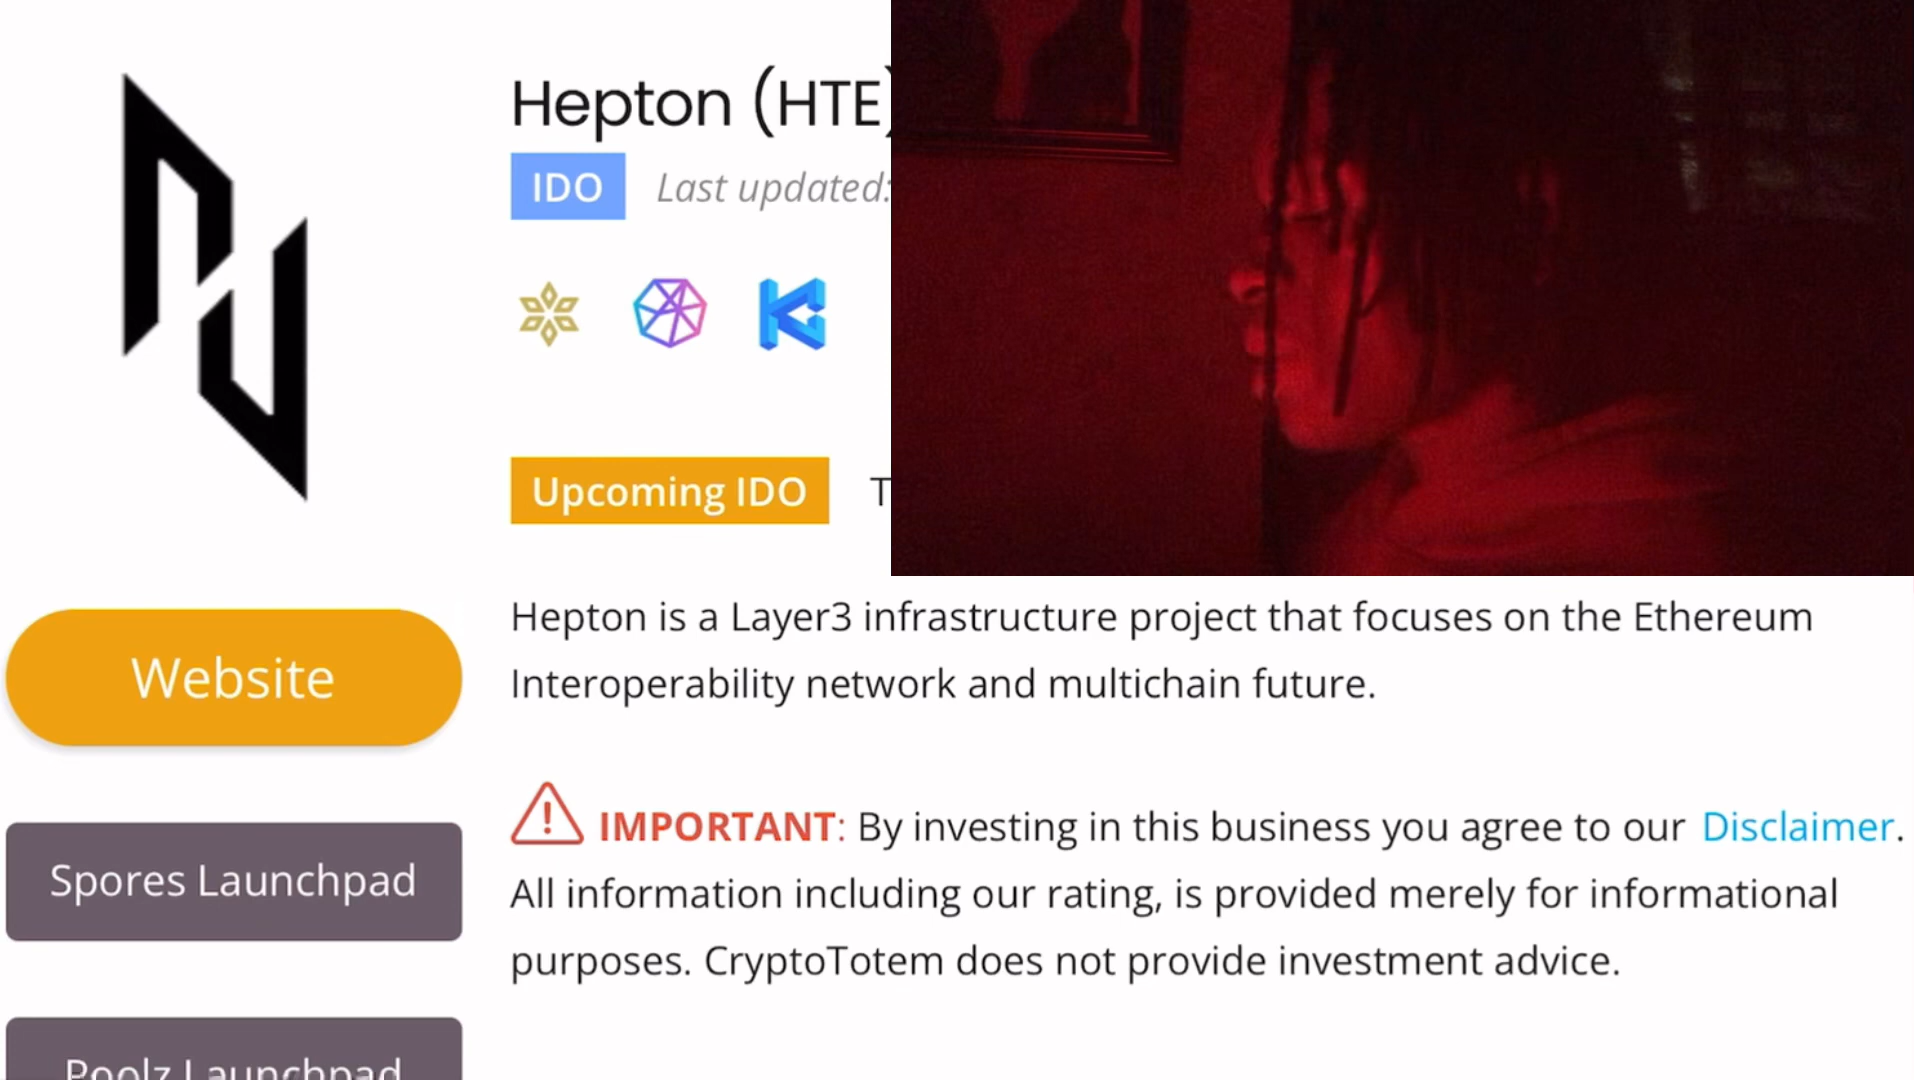 Hepton (HTE)
IDO Last updated:
Upcoming IDO T
Website
Hepton is a Layer3 infrastructure project that focuses on the Ethereum
Interoperability network and multichain future.
IMPORTANT: By investing in this business you agree to our Disclaimer.
All information including our rating, is provided merely for informational
purposes. CryptoTotem does not provide investment advice.
Spores Launchpad
Poolz Launchpad